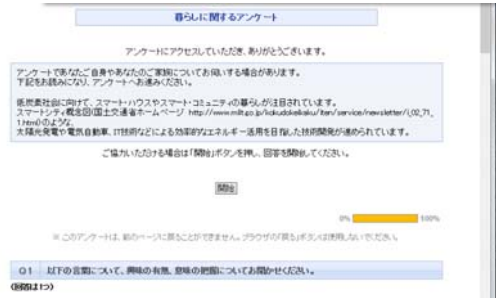 暮らしに関するアンケート
アンケートにアクセスしていただき、ありがとうございます。
アンケートであなたご自身やあなたのご家族についてお伺いする場合があります。
下記をお読みになり、アンケートへお進みください。
低炭素社会に向けて、スマート・ハウスやスマート・コミュニティの暮らしが注目されています。
スマートシティ概念図(国土交通省ホームページ http://www.mlit.go.jp/kokudokeikaku/iten/service/newsletter/i_02_71_
1.html)のような、
太陽光発電や電気自動車、IT技術などによる効率的なエネルギー活用を目指した技術開発が進められています。
ご協力いただける場合は「開始」ボタンを押し、回答を開始してください。
開始
0% 100%
※ このアンケートは、前のページに戻ることができません。ブラウザの「戻る」ボタンは使用しないでください。
Q1 以下の言葉について、興味の有無、意味の把握についてお聞かせください。
(回答は1つ)